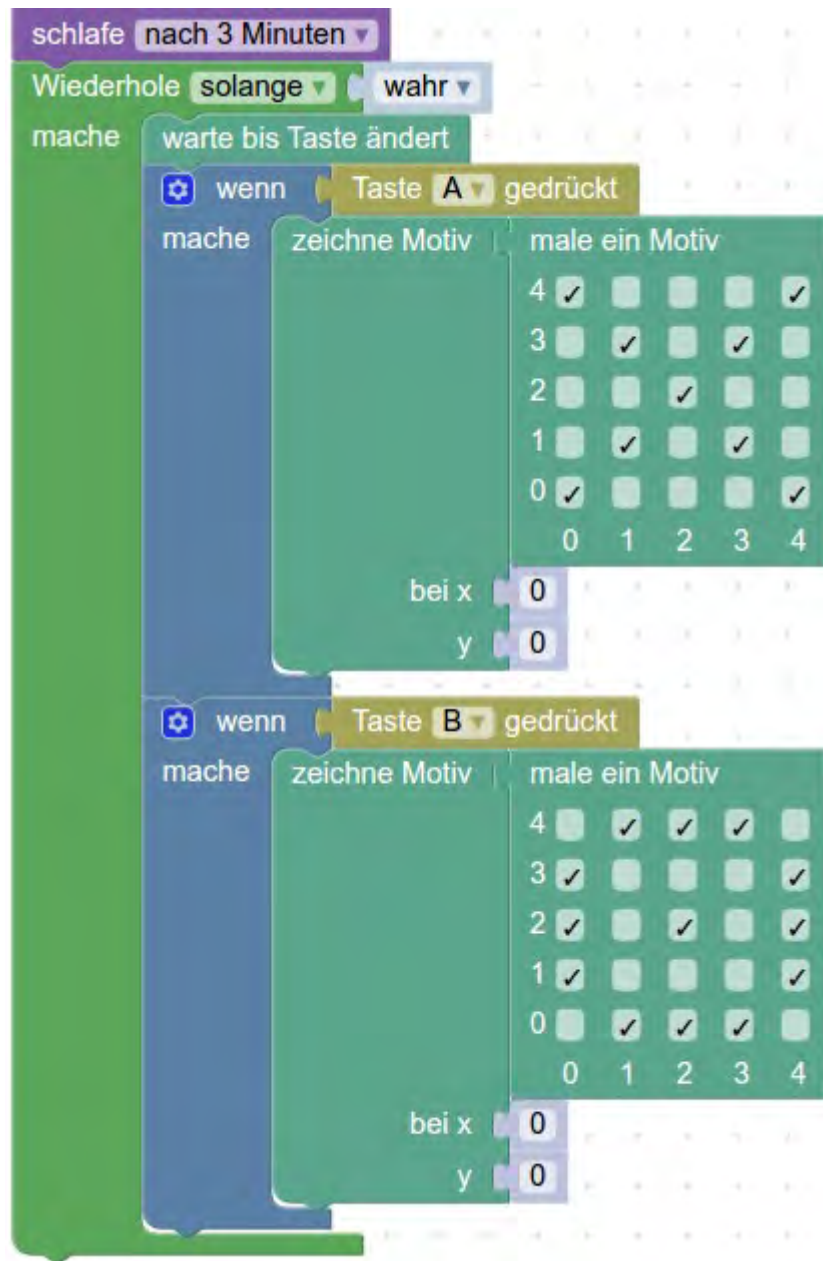 schlafe nach 3 Minuten
Wiederhole solange wahr
mache warte bis Taste ändert
wenn Taste A gedrückt
mache zeichne Motiv male ein Motiv
4 ✓ ✓
3 ✓ ✓
2 ✓
1 ✓ ✓
0 ✓ ✓
0 1 2 3 4
bei x 0
y 0
wenn Taste B gedrückt
mache zeichne Motiv male ein Motiv
4 ✓ ✓ ✓
3 ✓ ✓
2 ✓ ✓ ✓
1 ✓ ✓
0 ✓ ✓ ✓
0 1 2 3 4
bei x 0
y 0